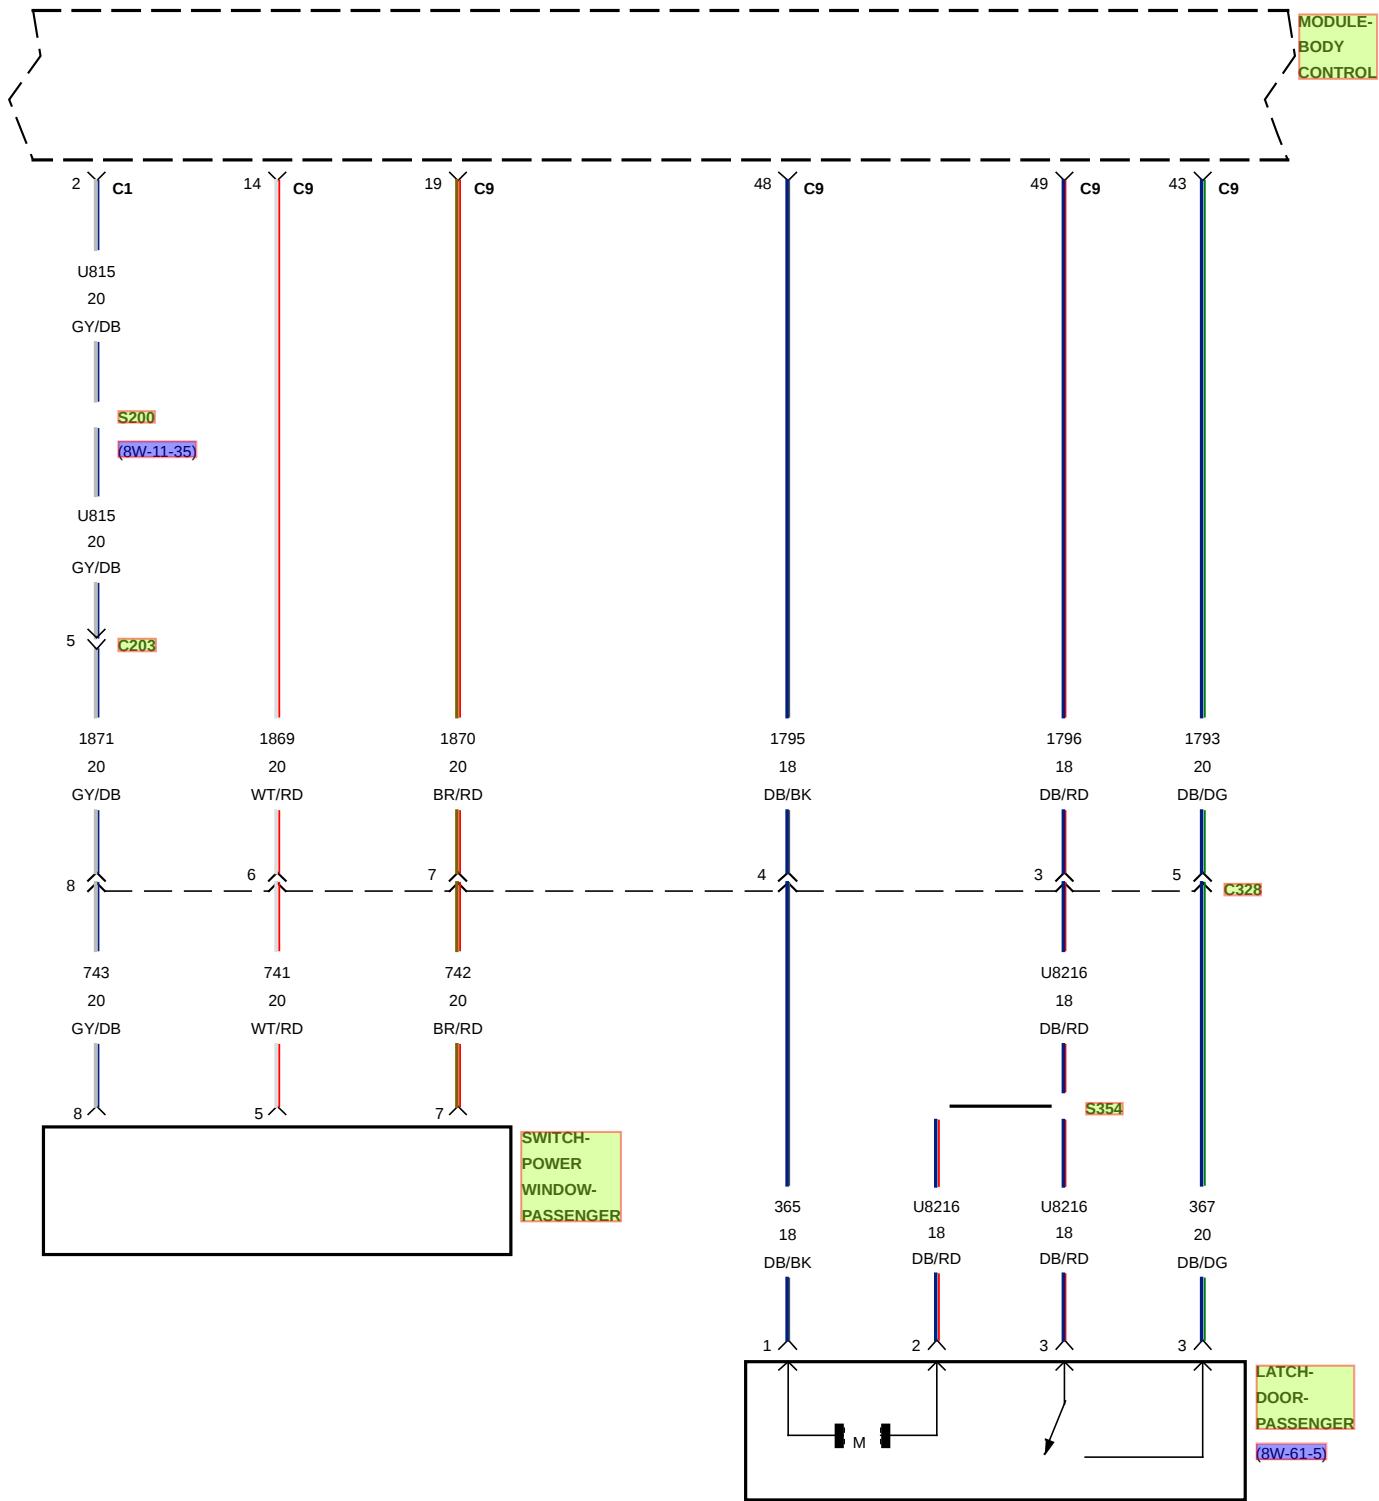 MODULE-
BODY
CONTROL
2 C1 14 C9 19 C9 48 C9 49 C9 43 C9
U815
20
GY/DB
S200
(8W-11-35)
U815
20
GY/DB
5 C203
1871 1869 1870 1795 1796 1793
20 20 20 18 18 20
GY/DB WT/RD BR/RD DB/BK DB/RD DB/DG
8 6 7 4 3 5 C328
743 741 742 U8216
20 20 20 18
GY/DB WT/RD BR/RD DB/RD
8 5 7 S354
SWITCH-
POWER
WINDOW-
PASSENGER
365 U8216 U8216 367
18 18 18 20
DB/BK DB/RD DB/RD DB/DG
1 2 3 3
LATCH-
DOOR-
PASSENGER
(8W-61-5)
M